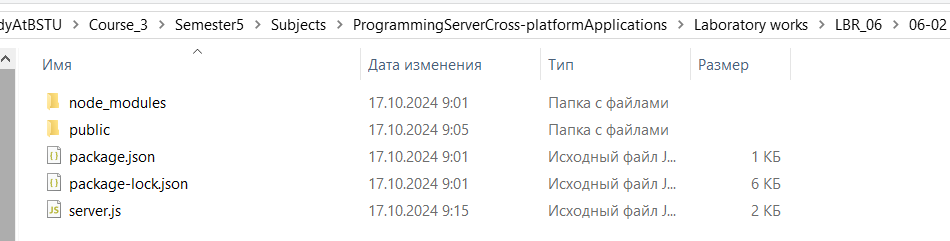 dyAtBSTU > Course_3 > Semester5 > Subjects > ProgrammingServerCross-platformApplications > Laboratory works > LBR_06 > 06-02
Имя Дата изменения Тип Размер
node_modules 17.10.2024 9:01 Папка с файлами
public 17.10.2024 9:05 Папка с файлами
package.json 17.10.2024 9:01 Исходный файл J... 1 КБ
package-lock.json 17.10.2024 9:01 Исходный файл J... 6 КБ
server.js 17.10.2024 9:15 Исходный файл J... 2 КБ